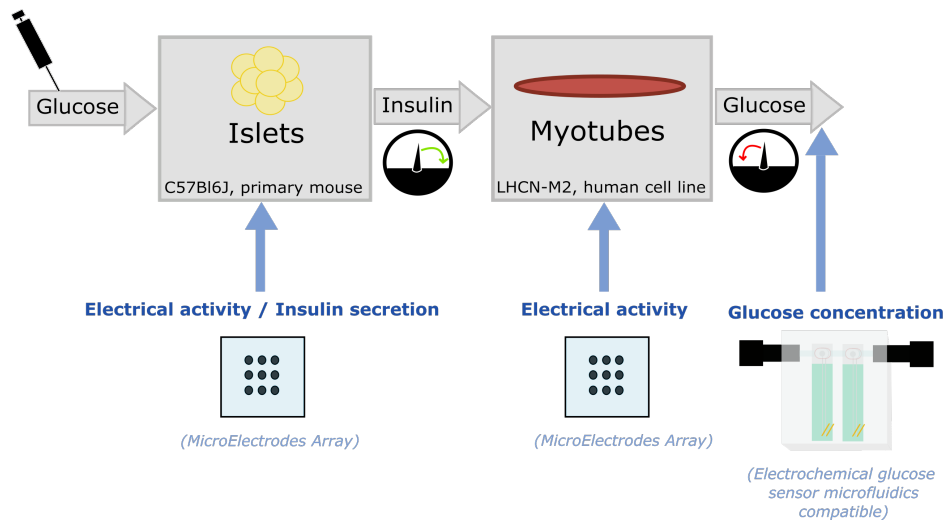 Glucose
Islets
C57Bl6J, primary mouse
Insulin
Myotubes
LHCN-M2, human cell line
Glucose
Electrical activity / Insulin secretion
(MicroElectrodes Array)
Electrical activity
(MicroElectrodes Array)
Glucose concentration
(Electrochemical glucose
sensor microfluidics
compatible)